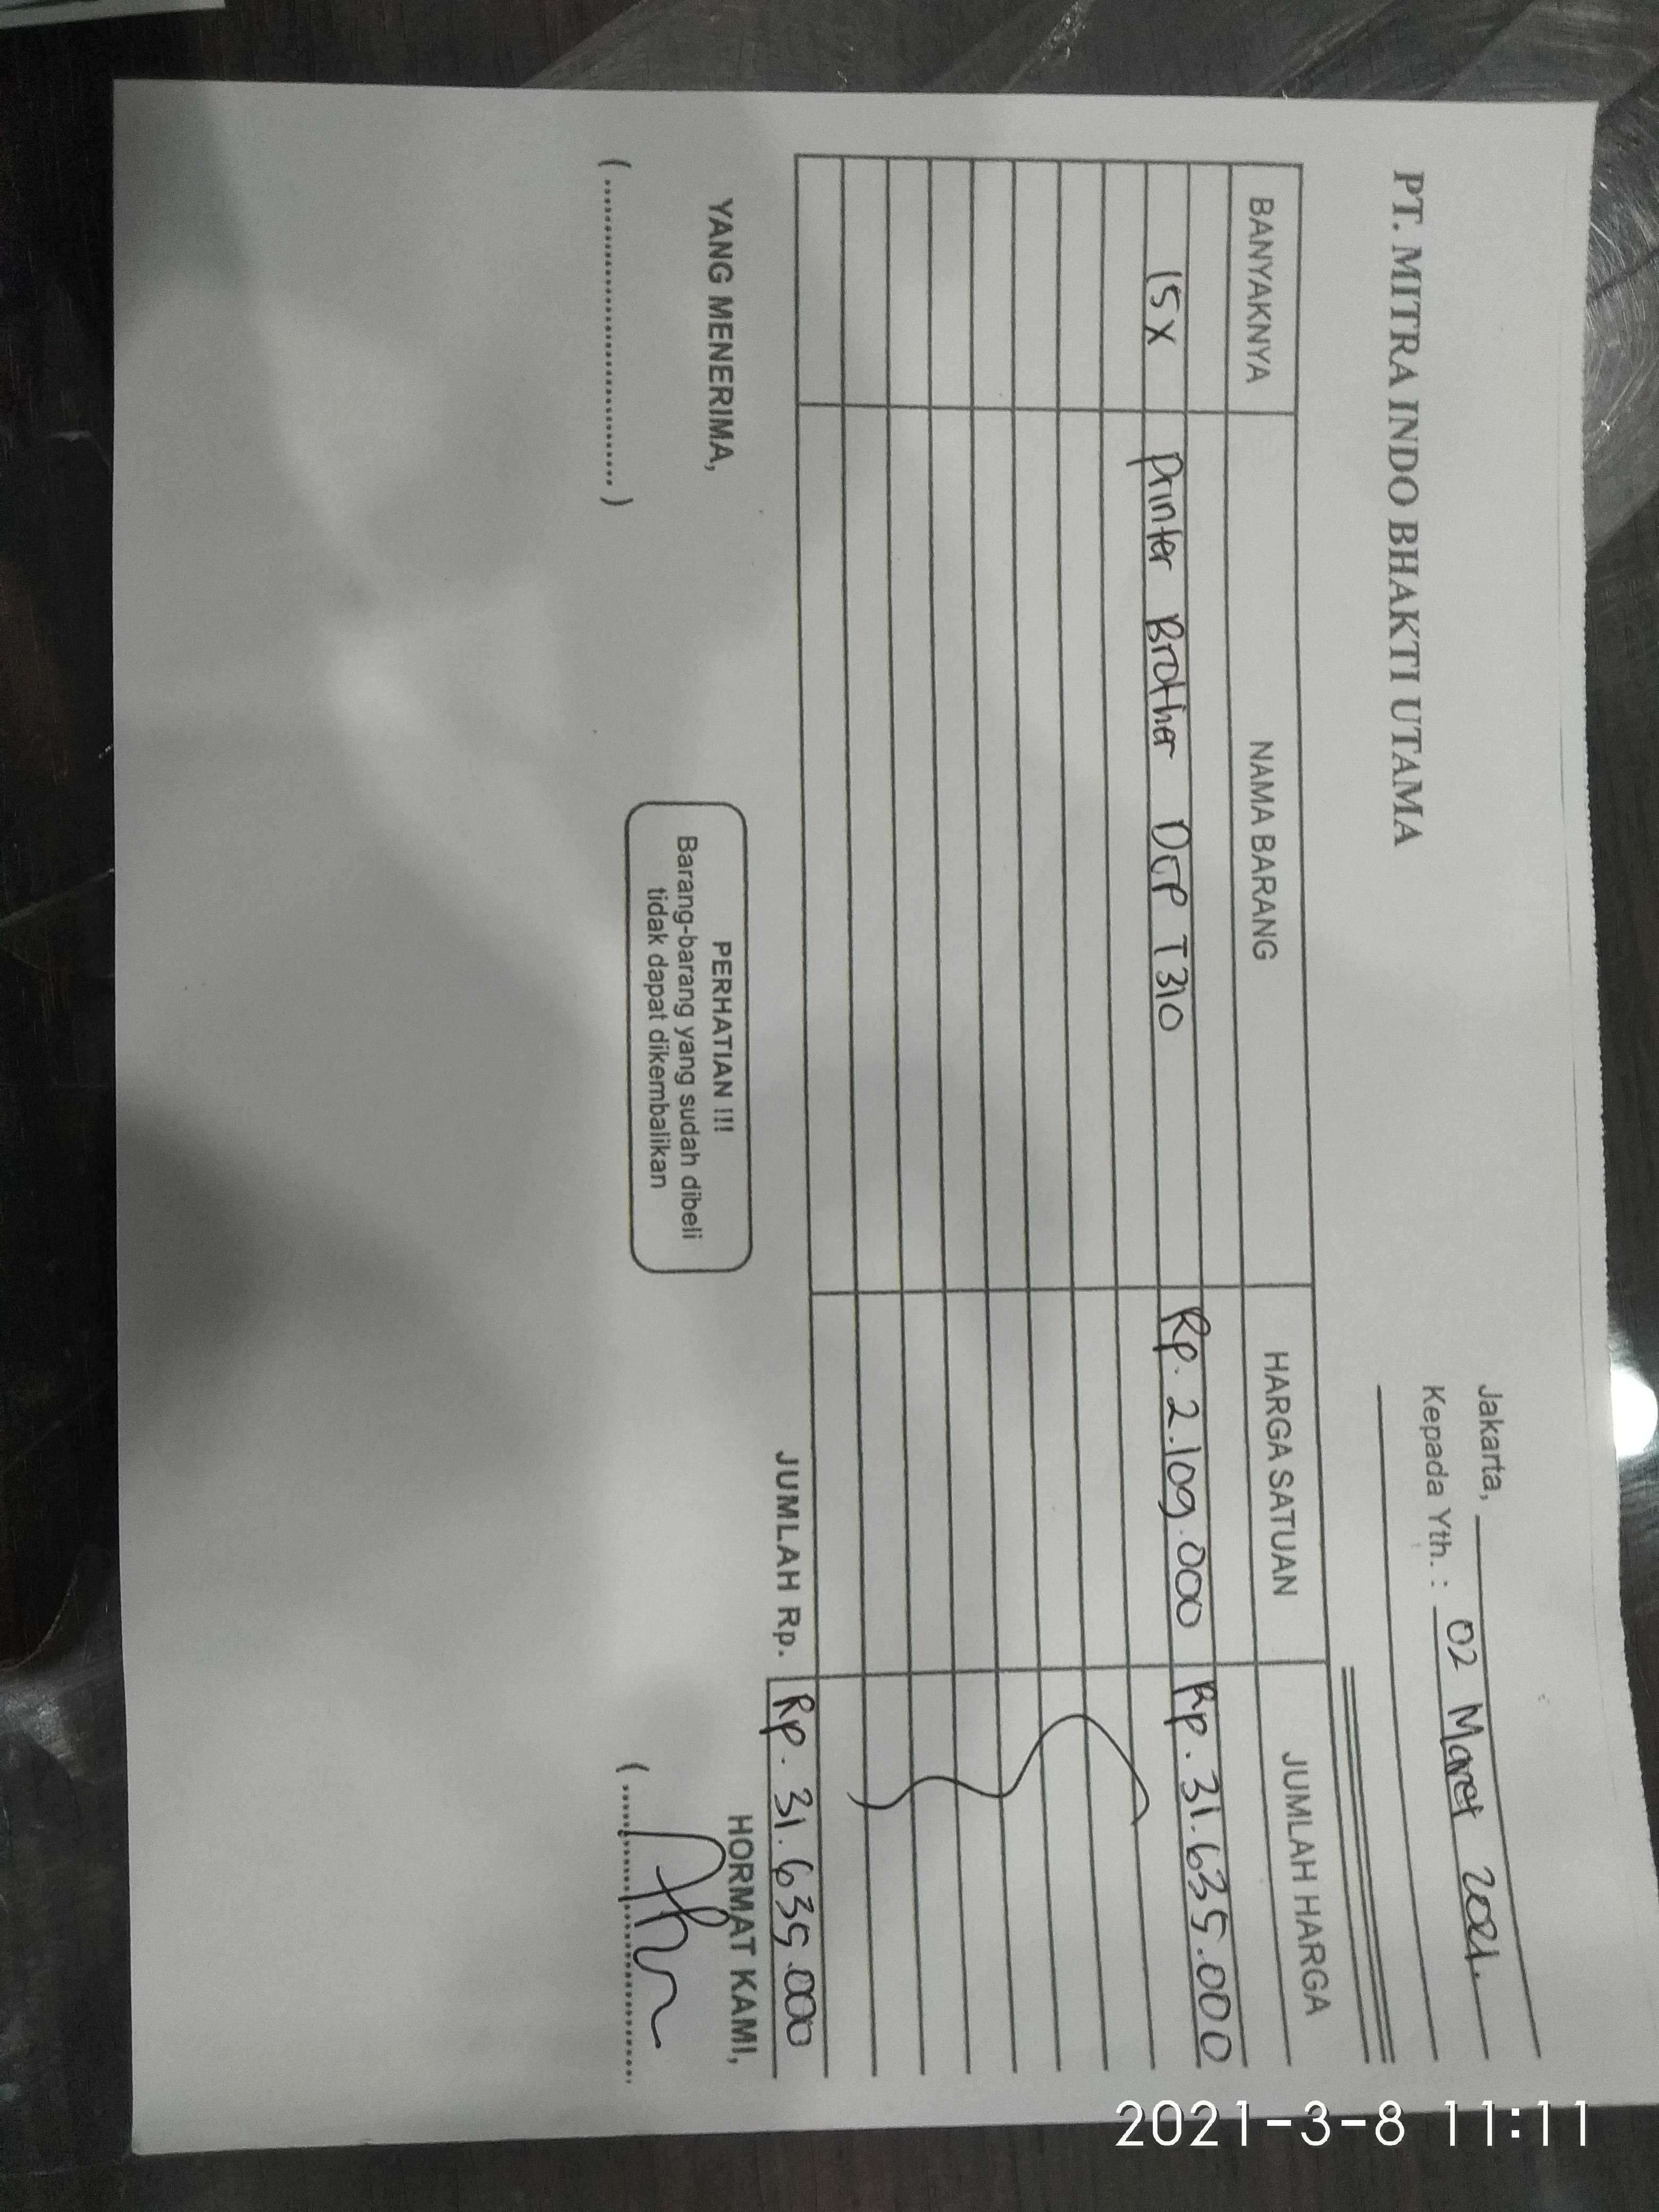 PT. MITRA INDO BHAKTI UTAMA
Jakarta,
Kepada Yth. : 02 Maret 2021.
BANYAKNYA NAMA BARANG HARGA SATUAN JUMLAH HARGA
15x Printer Brother DCP T310 Rp. 2.109.000 Rp. 31.635.000
JUMLAH Rp. Rp. 31.635.000
YANG MENERIMA,
HORMAT KAMI,
PERHATIAN !!!
Barang-barang yang sudah dibeli
tidak dapat dikembalikan
(..............................)
(..............................
2021-3-8 11:11